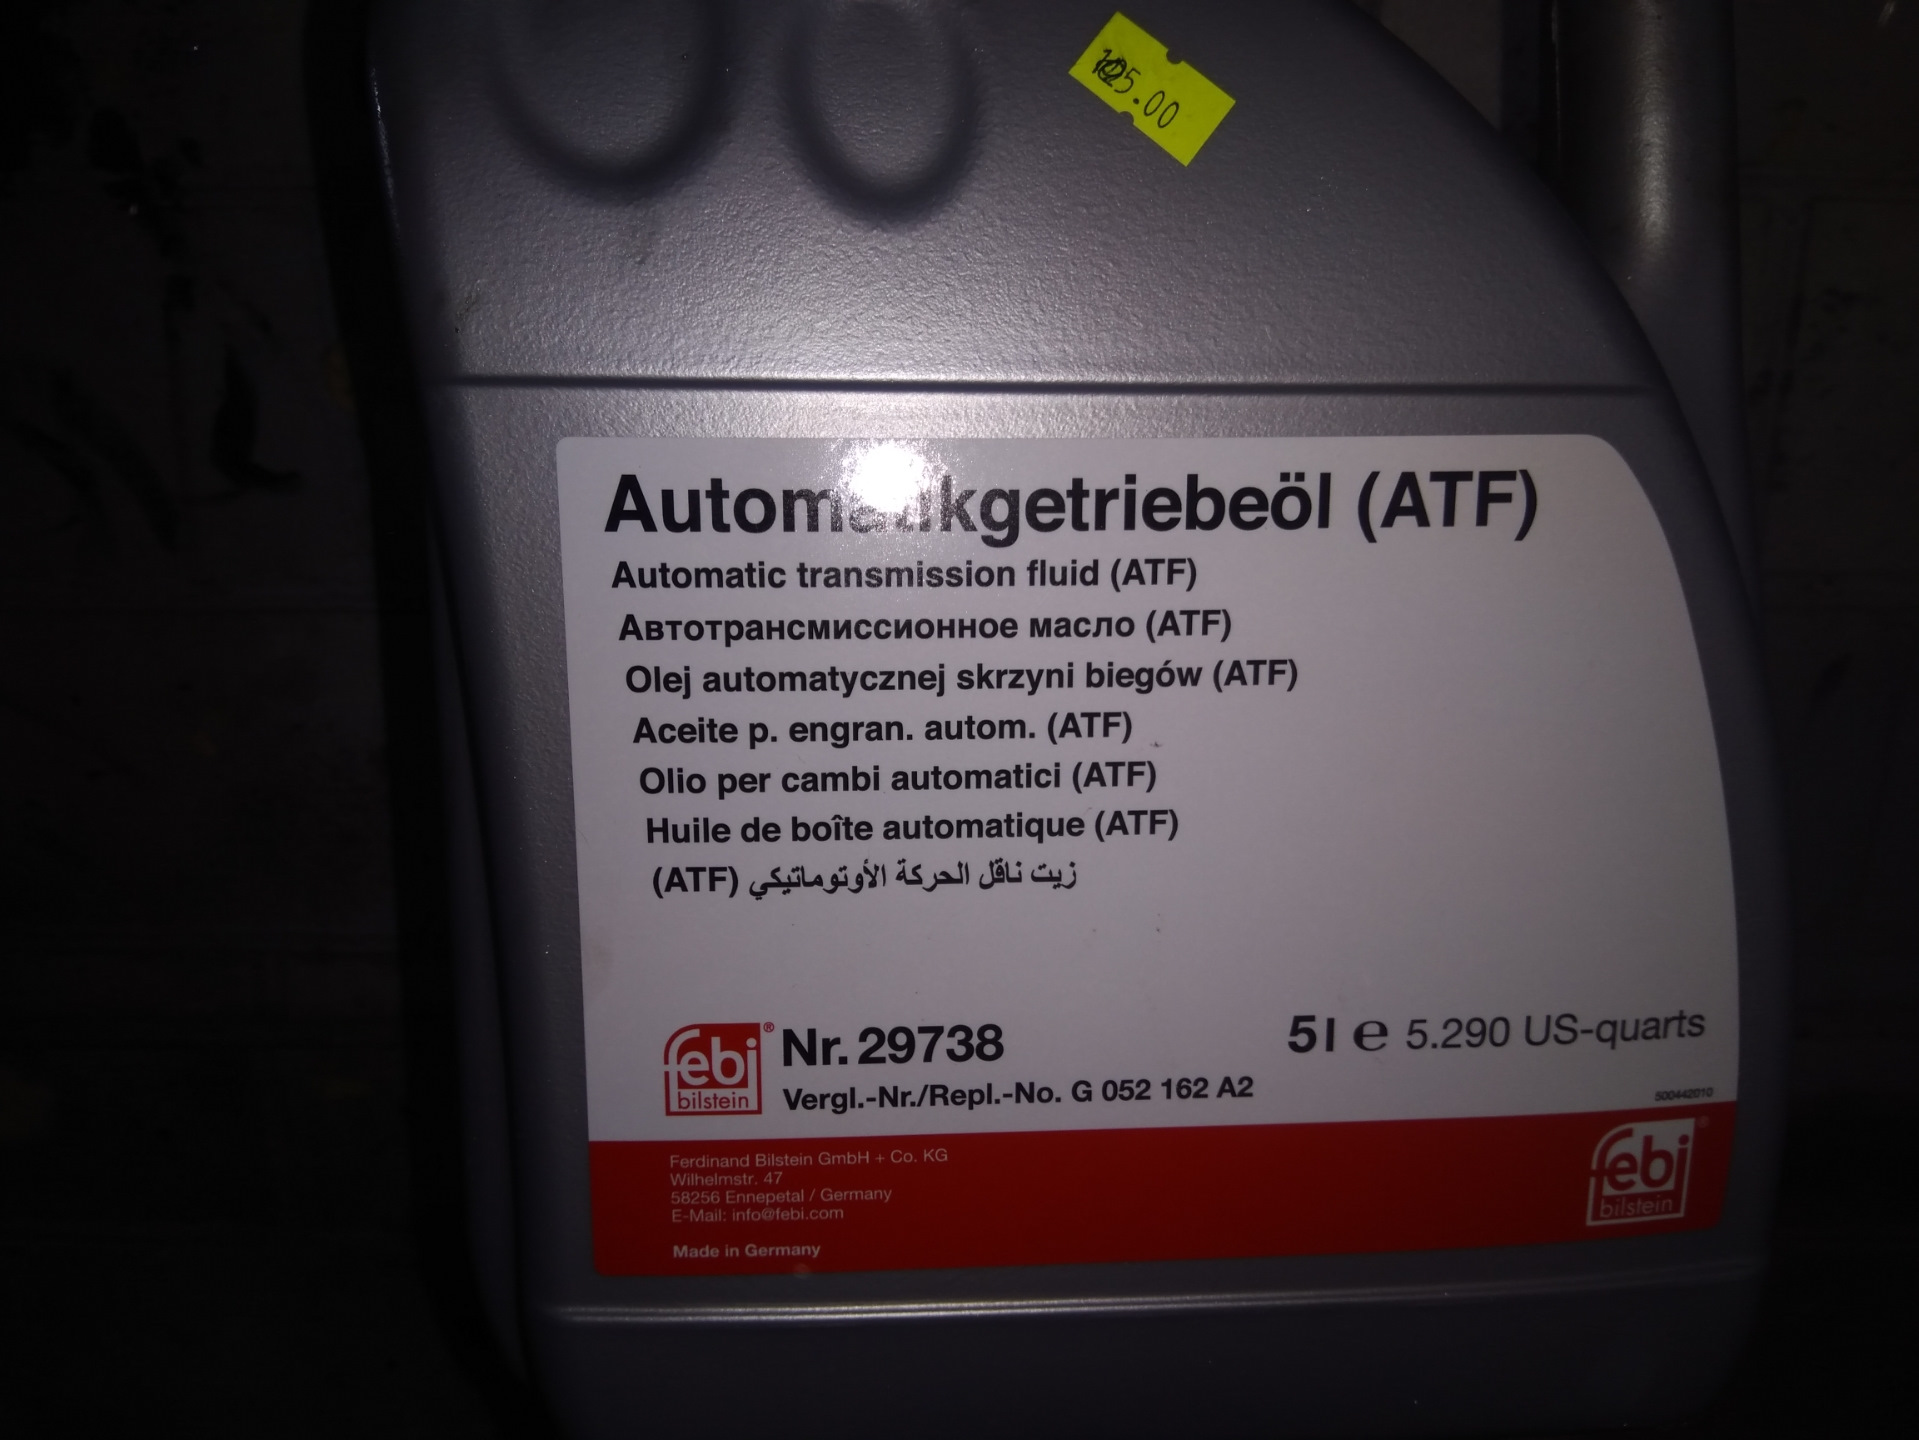 Automatikgetriebeöl (ATF)
Automatic transmission fluid (ATF)
Автотрансмиссионное масло (ATF)
Olej automatycznej skrzyni biegów (ATF)
Aceite p. engran. autom. (ATF)
Olio per cambi automatici (ATF)
Huile de boîte automatique (ATF)
زيت ناقل الحركة الأوتوماتيكي (ATF)
febi® Nr. 29738 5 l e 5.290 US-quarts
bilstein Vergl.-Nr./Repl.-No. G 052 162 A2
500442010
Ferdinand Bilstein GmbH + Co. KG
Wilhelmstr. 47
58256 Ennepetal / Germany
E-Mail: info@febi.com
Made in Germany
febi®
bilstein